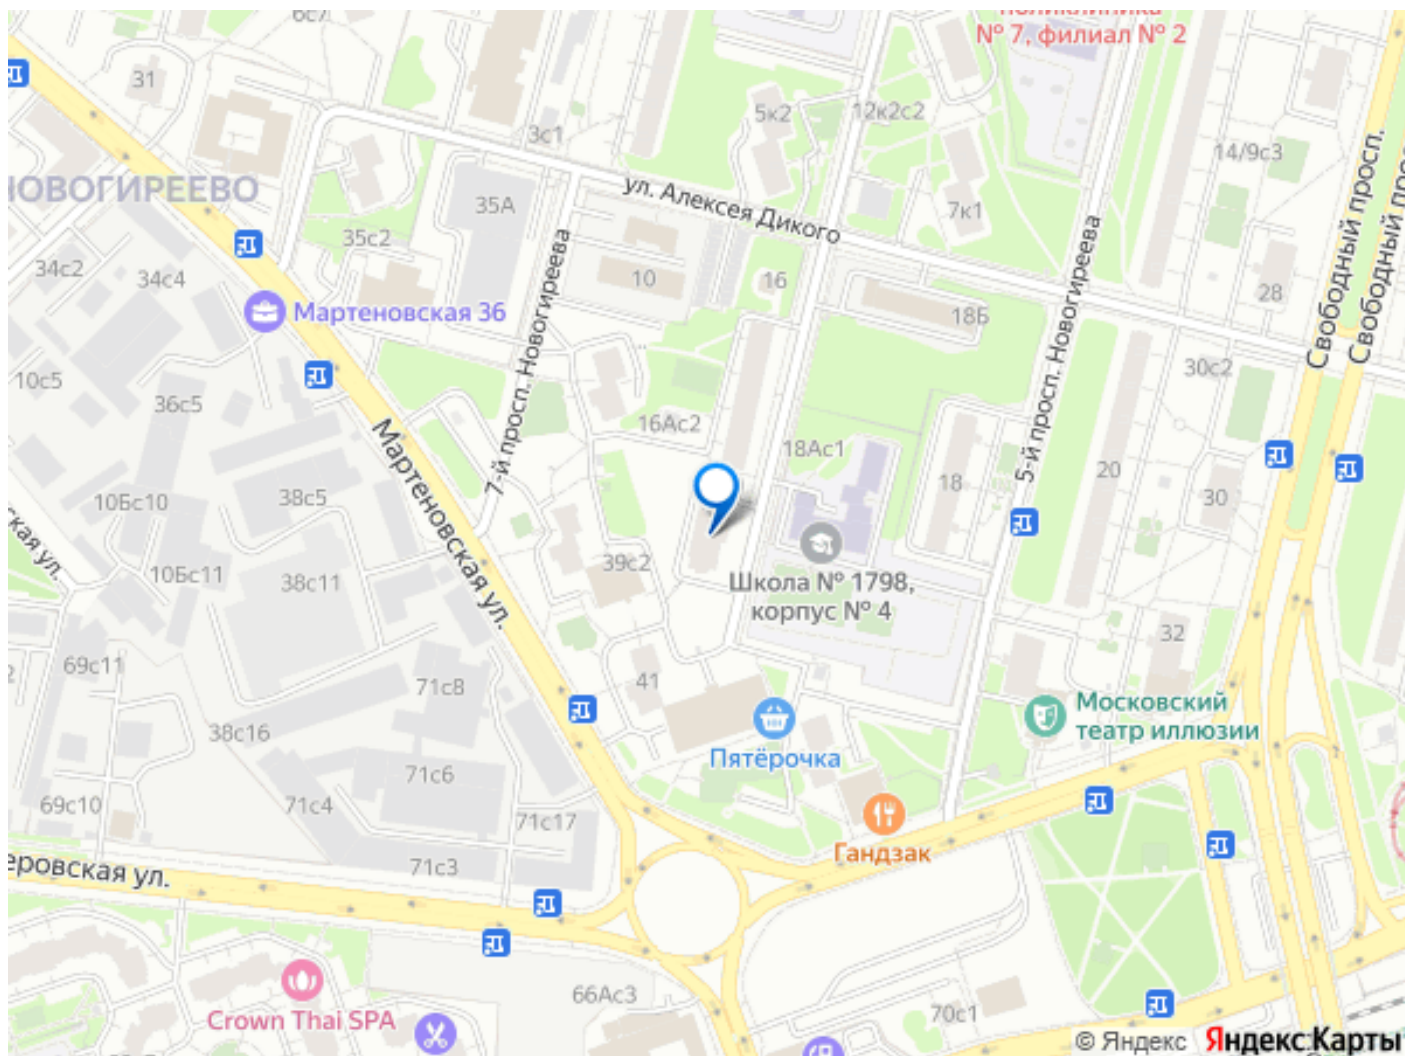 6с7
поликлиника
№ 7, филиал № 2
31
5к2
12к2с2
3с1
14/9с3
НОВОГИРЕЕВО
35А
ул. Алексея Дикого
7к1
Свободный просп.
35с2
34с2
34с4
10
16
7-й просп. Новогиреева
5-й просп. Новогиреева
28
Мартеновская 36
18Б
10с5
36с5
30с2
16Ас2
18Ас1
Мартеновская ул.
20
18
30
10Бс10
38с5
ская ул.
10Бс11
38с11
39с2
Школа № 1798,
корпус № 4
32
69с11
71с8
41
38с16
Московский
театр иллюзии
Пятёрочка
71с6
69с10
71с4
71с17
Гандзак
71с3
еровская ул.
66Ас3
70с1
Crown Thai SPA
© Яндекс Яндекс Карты